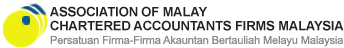 ASSOCIATION OF MALAY
CHARTERED ACCOUNTANTS FIRMS MALAYSIA
Persatuan Firma-Firma Akauntan Bertauliah Melayu Malaysia